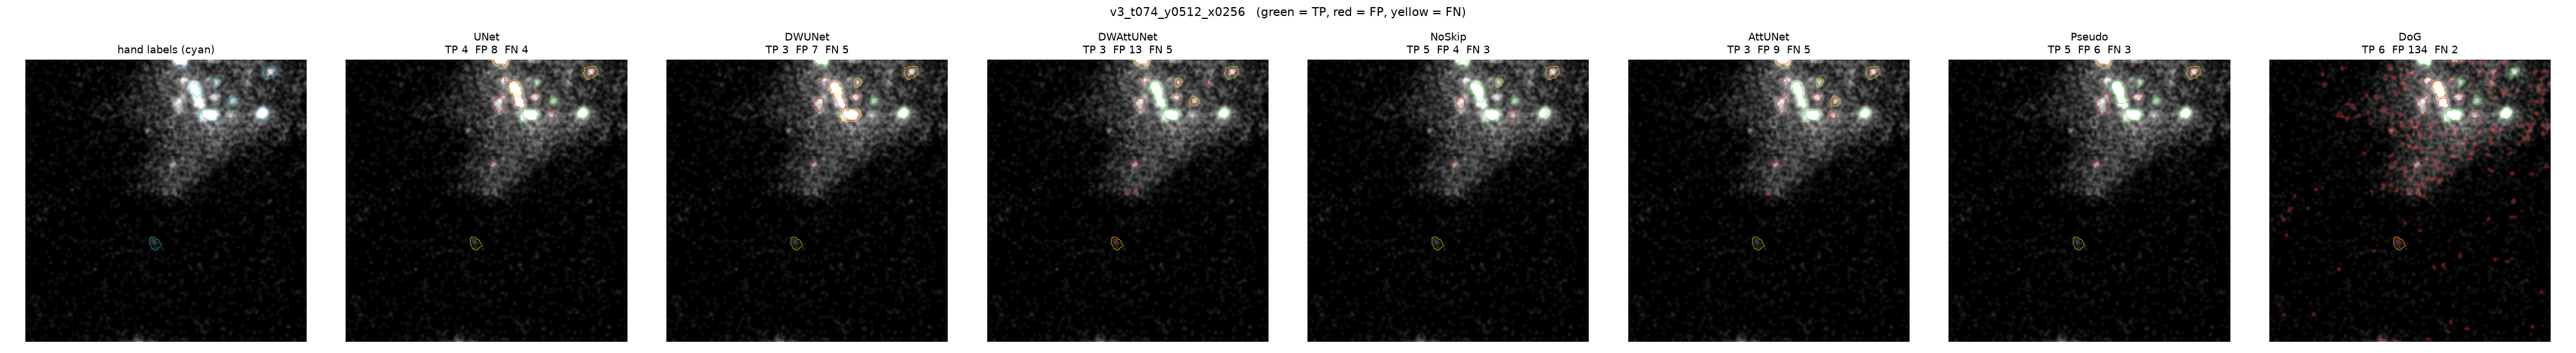 v3_t074_y0512_x0256   (green = TP, red = FP, yellow = FN)
hand labels (cyan)
UNet
TP 4  FP 8  FN 4
DWUNet
TP 3  FP 7  FN 5
DWAttUNet
TP 3  FP 13  FN 5
NoSkip
TP 5  FP 4  FN 3
AttUNet
TP 3  FP 9  FN 5
Pseudo
TP 5  FP 6  FN 3
DoG
TP 6  FP 134  FN 2